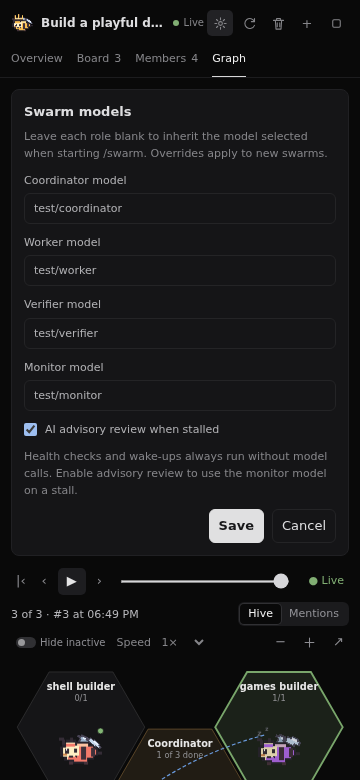 Build a playful d... Live
Overview Board 3 Members 4 Graph
Swarm models
Leave each role blank to inherit the model selected
when starting /swarm. Overrides apply to new swarms.
Coordinator model
test/coordinator
Worker model
test/worker
Verifier model
test/verifier
Monitor model
test/monitor
AI advisory review when stalled
Health checks and wake-ups always run without model
calls. Enable advisory review to use the monitor model
on a stall.
Save Cancel
Live
3 of 3 · #3 at 06:49 PM Hive Mentions
Hide inactive Speed 1×
shell builder
0/1
games builder
1/1
Coordinator
1 of 3 done